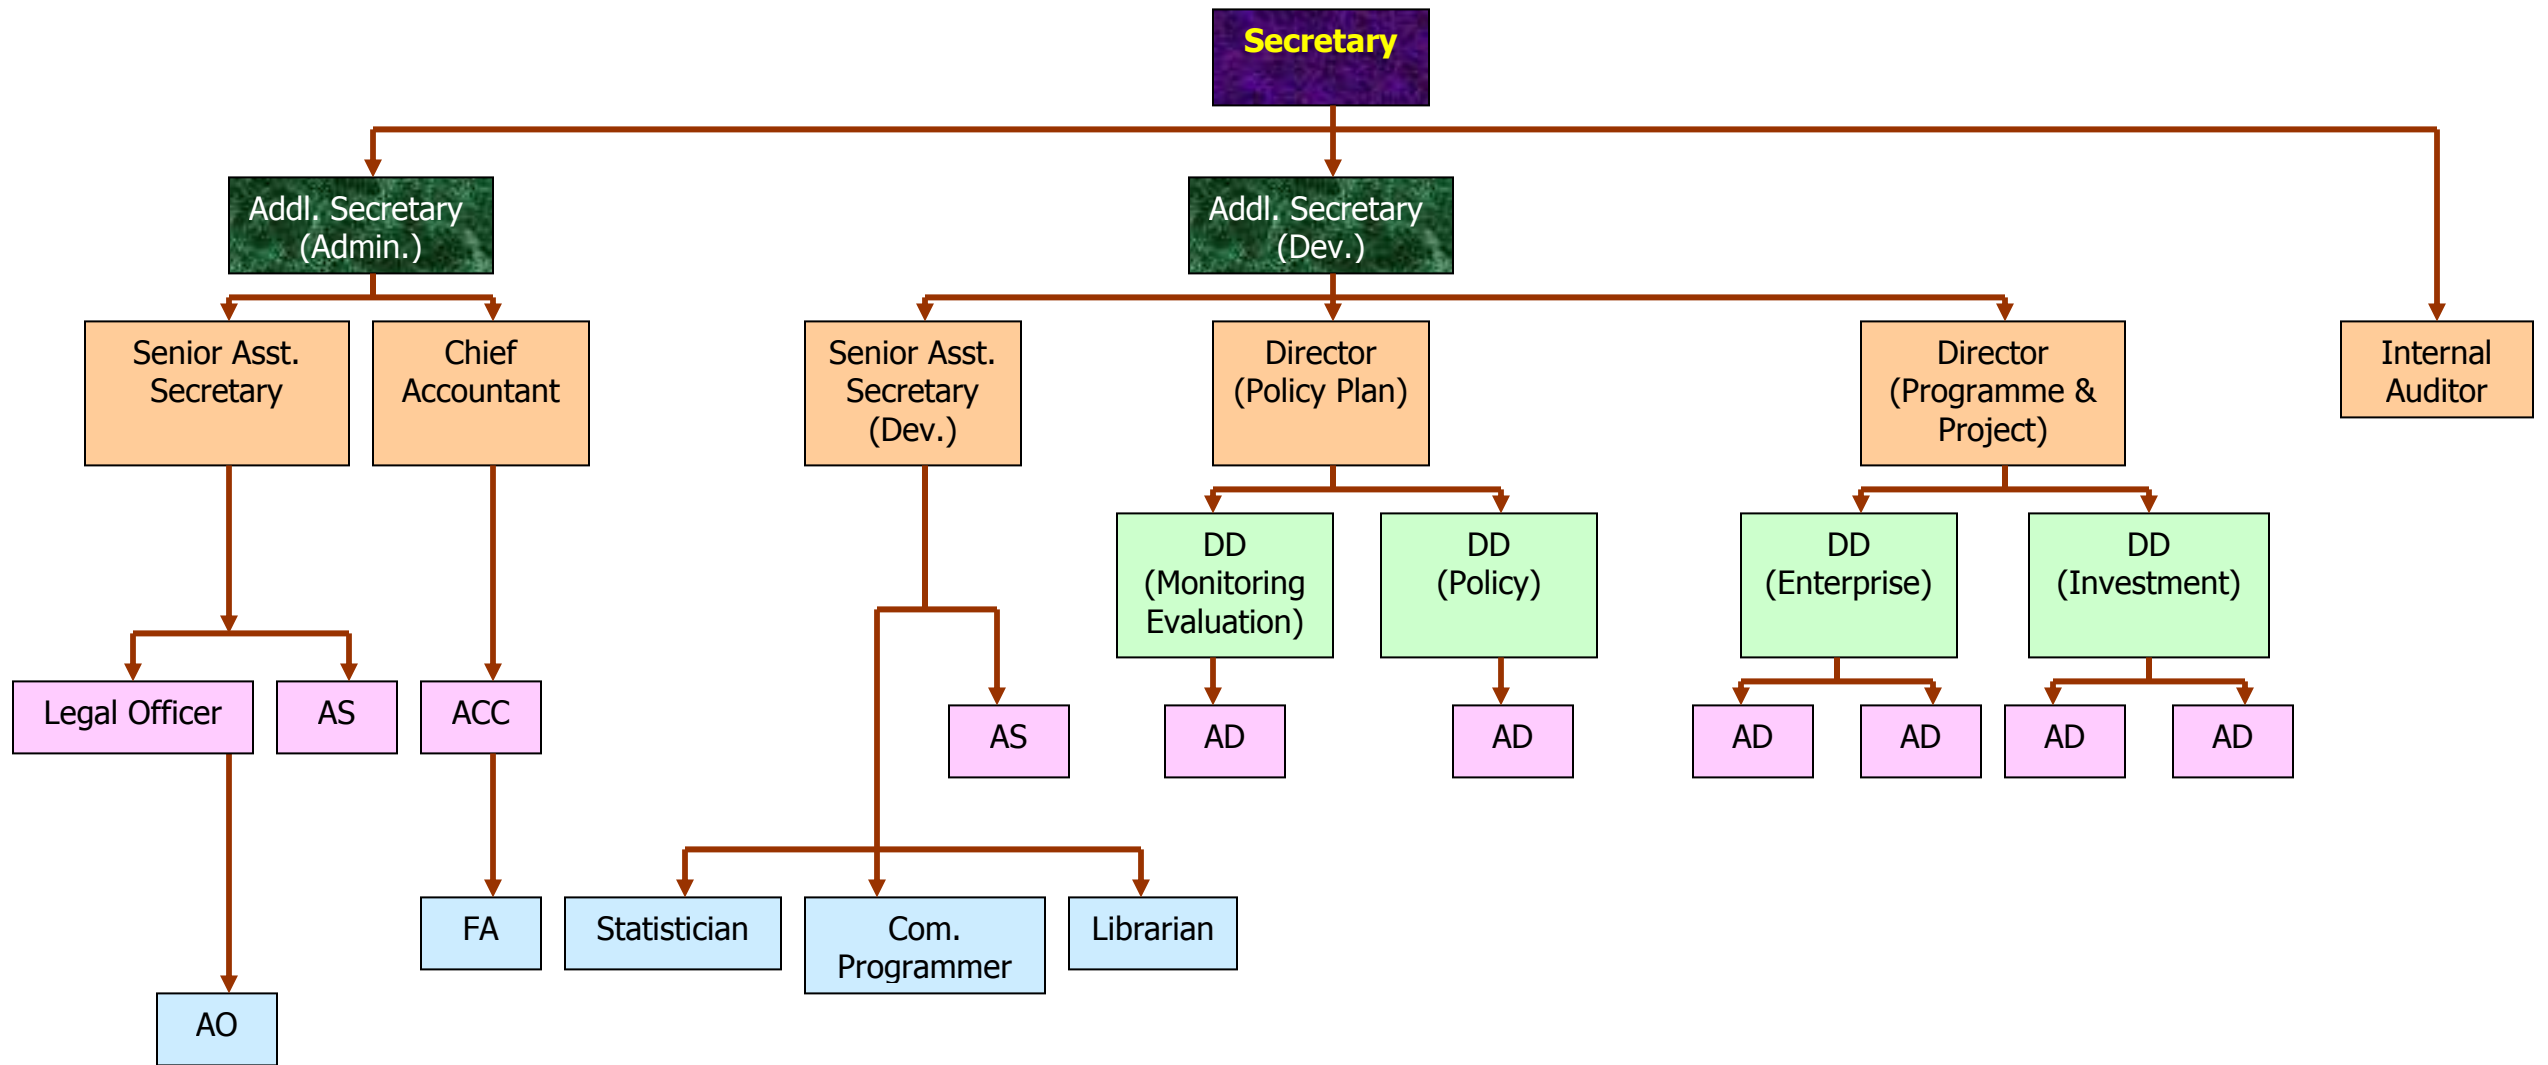 Secretary
Addl. Secretary
(Admin.)
Addl. Secretary
(Dev.)
Senior Asst.
Secretary
Chief
Accountant
Senior Asst.
Secretary
(Dev.)
Director
(Policy Plan)
Director
(Programme &
Project)
Internal
Auditor
DD
(Monitoring
Evaluation)
DD
(Policy)
DD
(Enterprise)
DD
(Investment)
Legal Officer
AS
ACC
AS
AD
AD
AD
AD
AD
AD
FA
Statistician
Com.
Programmer
Librarian
AO